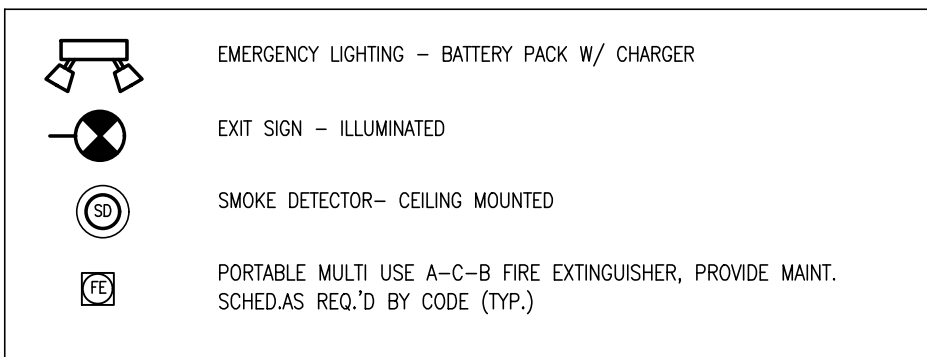 EMERGENCY LIGHTING – BATTERY PACK W/ CHARGER
EXIT SIGN – ILLUMINATED
SD
SMOKE DETECTOR– CEILING MOUNTED
FE
PORTABLE MULTI USE A–C–B FIRE EXTINGUISHER, PROVIDE MAINT.
SCHED.AS REQ.'D BY CODE (TYP.)